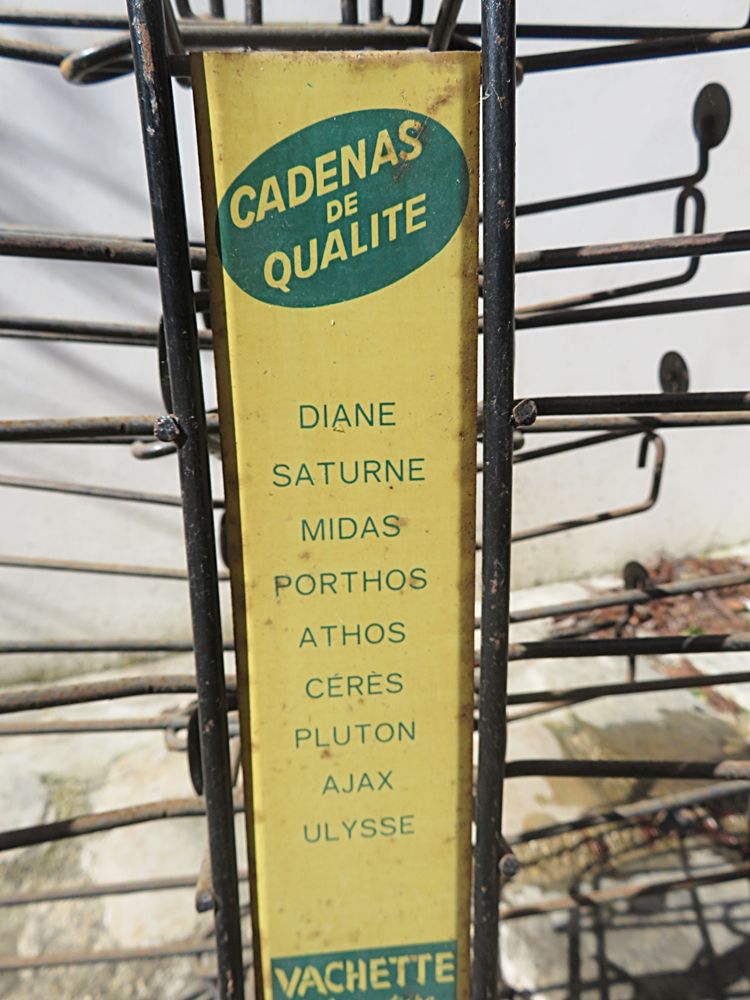 CADENAS
DE
QUALITE
DIANE
SATURNE
MIDAS
PORTHOS
ATHOS
CÉRÈS
PLUTON
AJAX
ULYSSE
VACHETTE